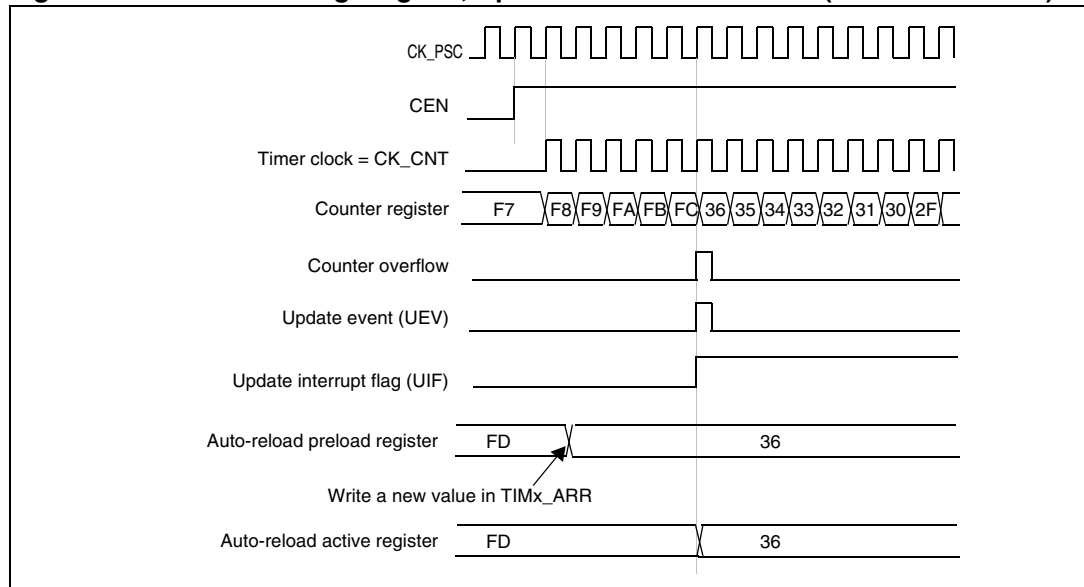 CK_PSC
CEN
Timer clock = CK_CNT
Counter register F7 F8 F9 FA FB FC 36 35 34 33 32 31 30 2F
Counter overflow
Update event (UEV)
Update interrupt flag (UIF)
Auto-reload preload register FD 36
Write a new value in TIMx_ARR
Auto-reload active register FD 36